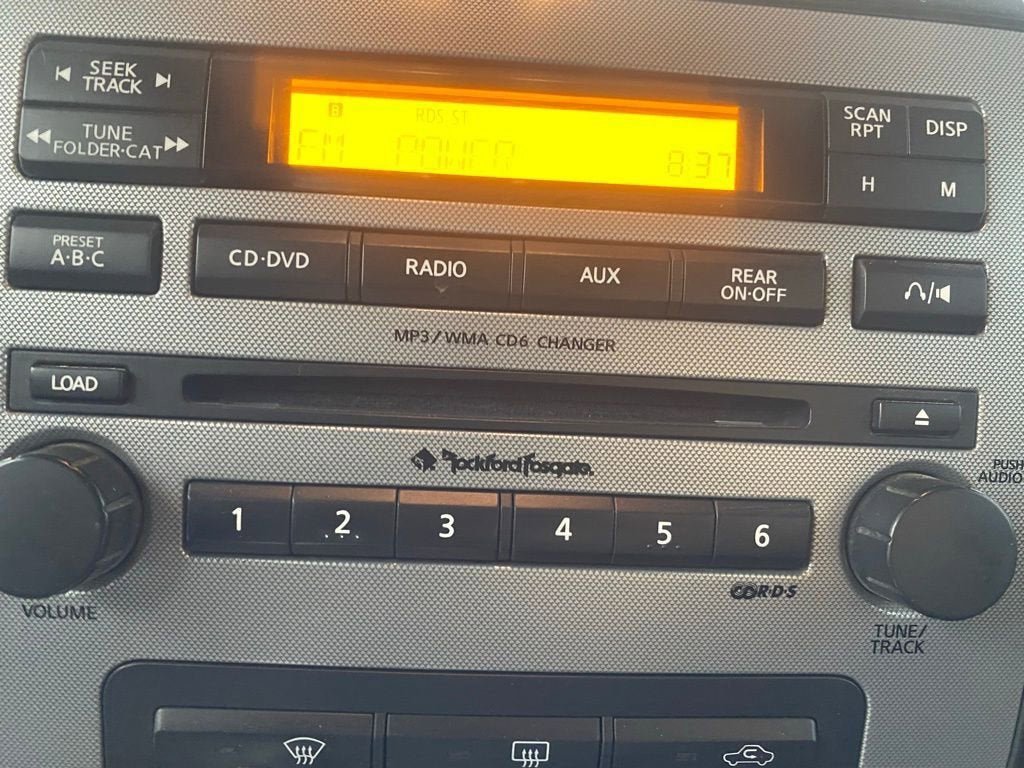 SEEK
TRACK
TUNE
FOLDER·CAT
B RDS ST
FM POWER 8:37
SCAN
RPT
DISP
H M
PRESET
A·B·C
CD·DVD
RADIO
AUX
REAR
ON·OFF
MP3/WMA CD6 CHANGER
LOAD
Rockford Fosgate
PUSH
AUDIO
1 2 3 4 5 6
R·D·S
VOLUME
TUNE/
TRACK